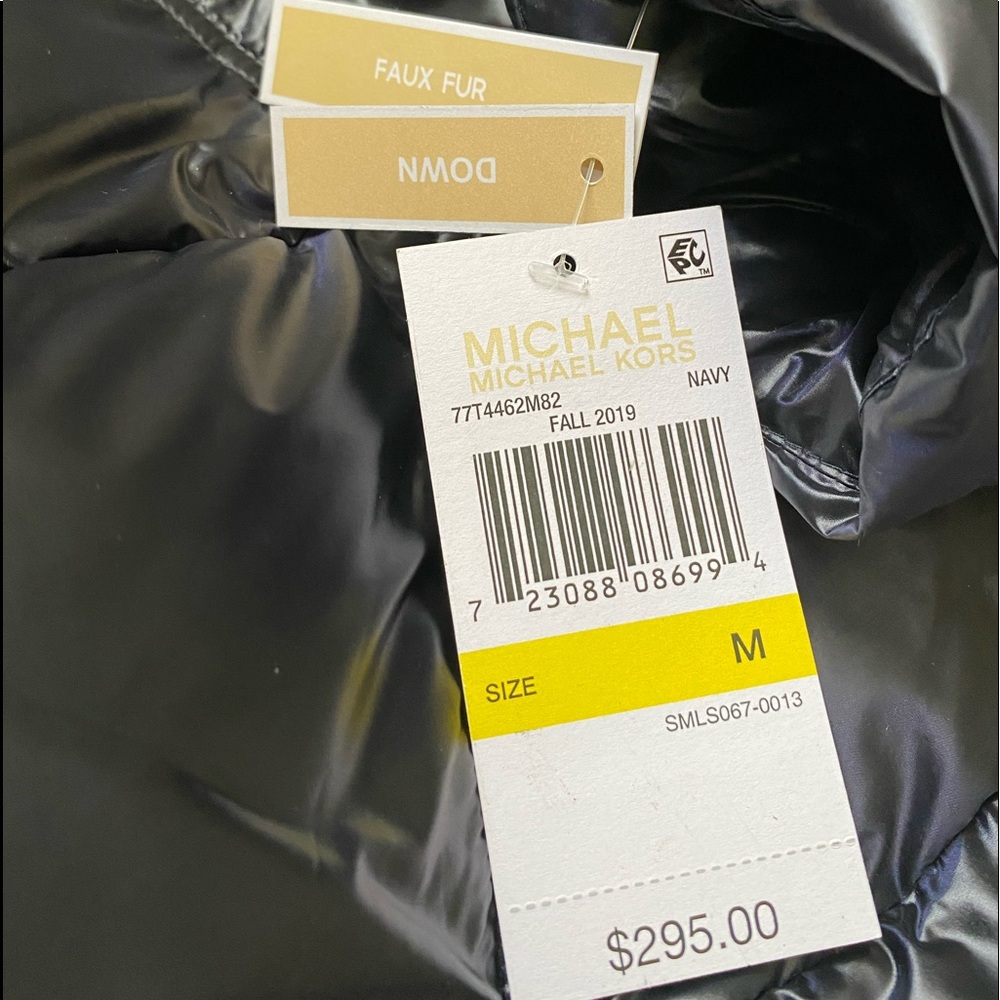 FAUX FUR
DOWN
EPC™
MICHAEL
MICHAEL KORS
NAVY
77T4462M82
FALL 2019
7 23088 08699 4
SIZE M
SMLS067-0013
$295.00